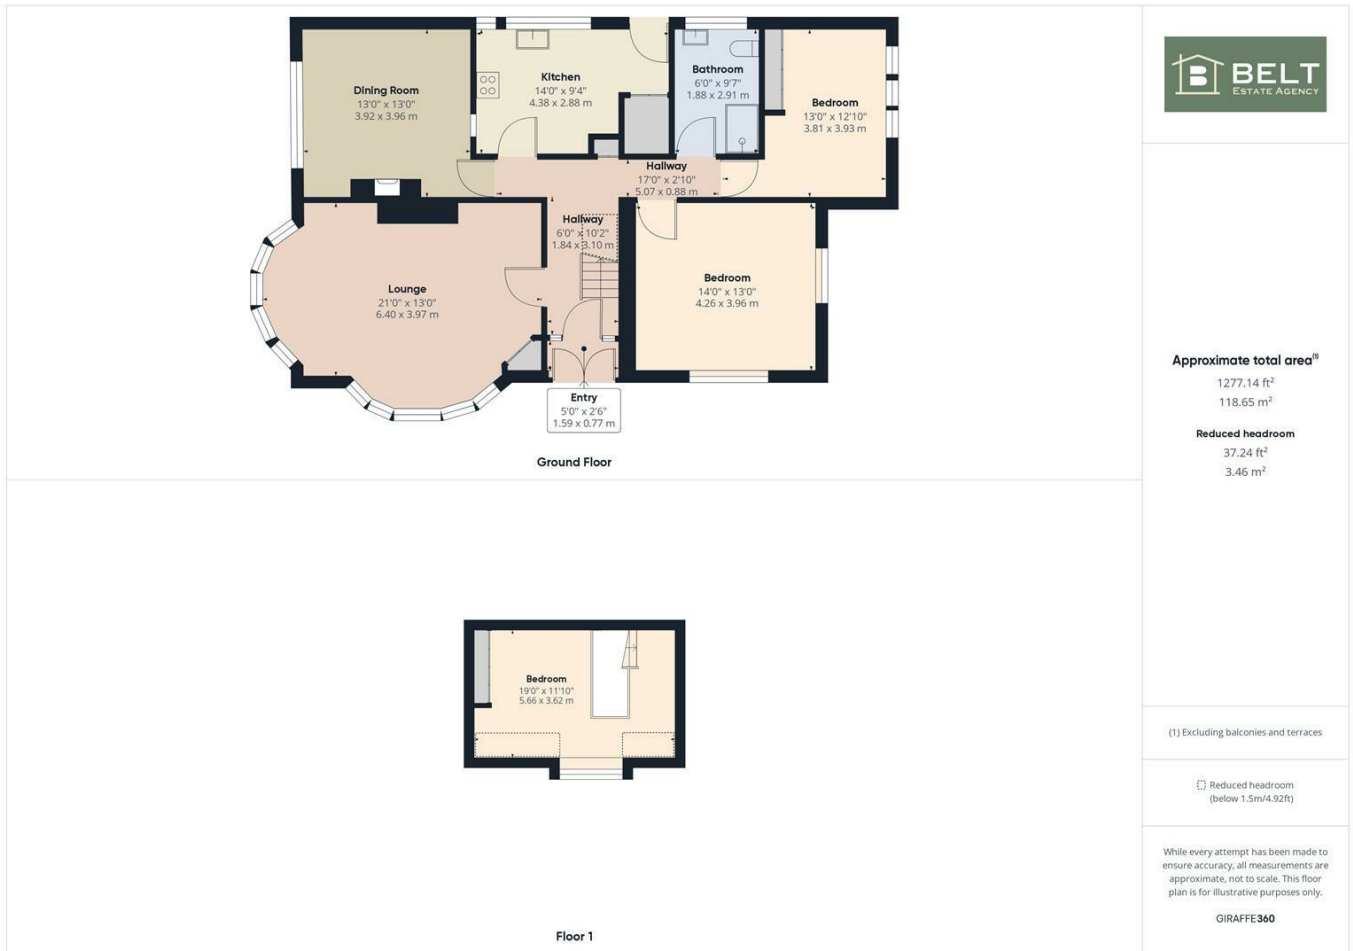 Dining Room
13'0" x 13'0"
3.92 x 3.96 m
Kitchen
14'0" x 9'4"
4.38 x 2.88 m
Bathroom
6'0" x 9'7"
1.88 x 2.91 m
Bedroom
13'0" x 12'10"
3.81 x 3.93 m
Hallway
17'0" x 2'10"
5.07 x 0.88 m
Hallway
6'0" x 10'2"
1.84 x 3.10 m
Lounge
21'0" x 13'0"
6.40 x 3.97 m
Bedroom
14'0" x 13'0"
4.26 x 3.96 m
Entry
5'0" x 2'6"
1.59 x 0.77 m
Ground Floor
Bedroom
19'0" x 11'10"
5.66 x 3.62 m
Floor 1
B BELT
ESTATE AGENCY
Approximate total area(1)
1277.14 ft²
118.65 m²
Reduced headroom
37.24 ft²
3.46 m²
(1) Excluding balconies and terraces
Reduced headroom
(below 1.5m/4.92ft)
While every attempt has been made to
ensure accuracy, all measurements are
approximate, not to scale. This floor
plan is for illustrative purposes only.
GIRAFFE360